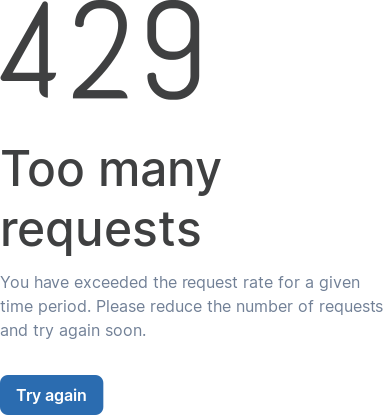 429
Too many
requests
You have exceeded the request rate for a given
time period. Please reduce the number of requests
and try again soon.
Try again